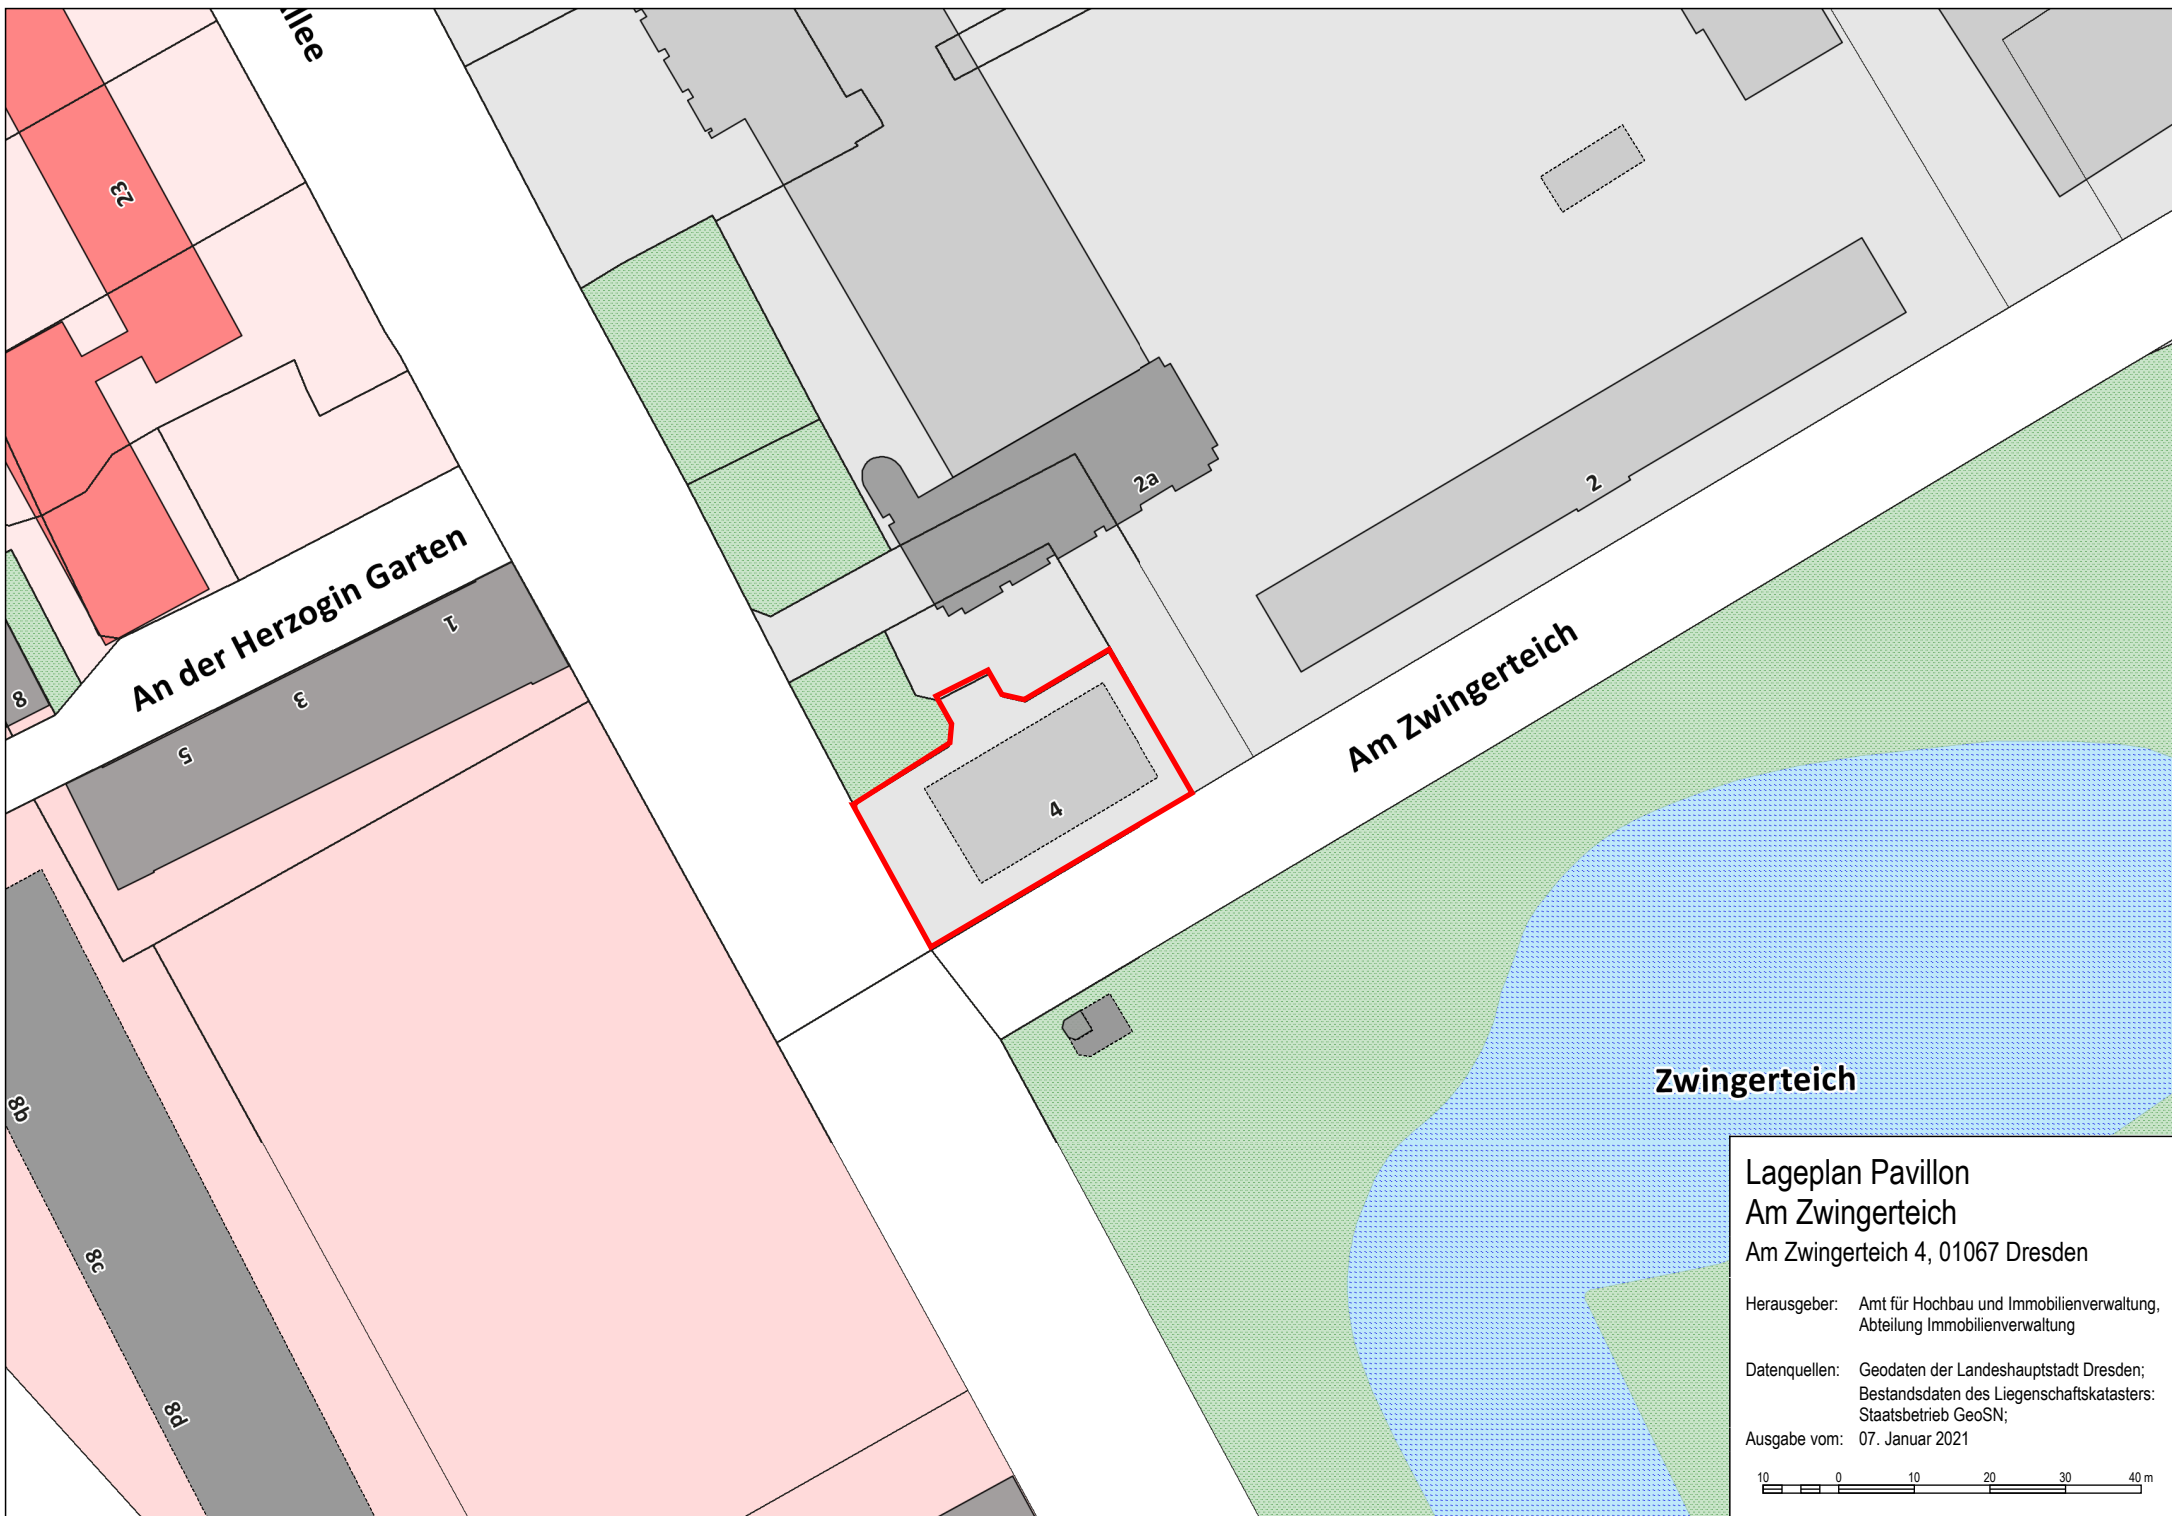 llee
23
An der Herzogin Garten
1
3
5
8
2a
2
Am Zwingerteich
4
8b
8c
8d
Zwingerteich
Lageplan Pavillon
Am Zwingerteich
Am Zwingerteich 4, 01067 Dresden
Herausgeber: Amt für Hochbau und Immobilienverwaltung,
Abteilung Immobilienverwaltung
Datenquellen: Geodaten der Landeshauptstadt Dresden;
Bestandsdaten des Liegenschaftskatasters:
Staatsbetrieb GeoSN;
Ausgabe vom: 07. Januar 2021
10 0 10 20 30 40 m